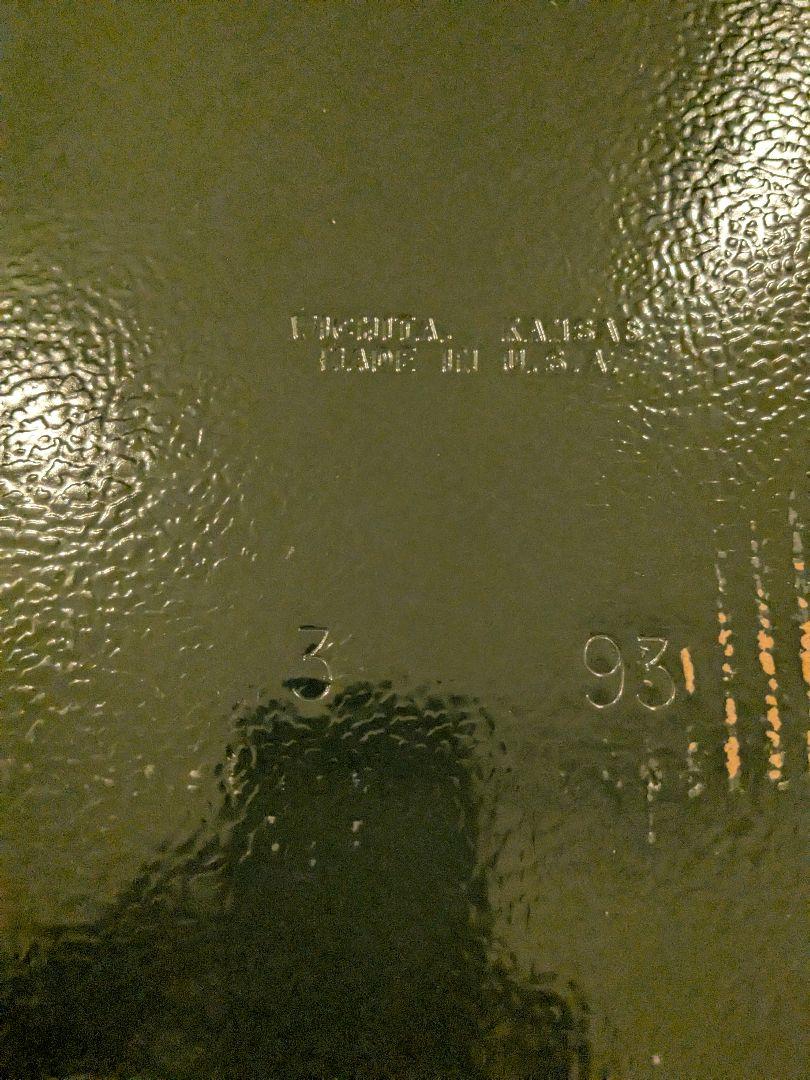 WICHITA, KANSAS
MADE IN U.S.A.
3 93